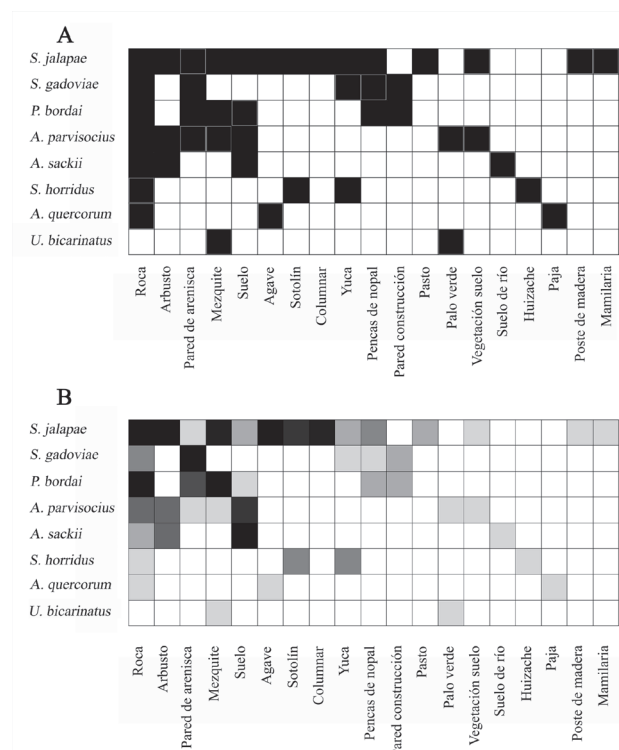 A
S. jalapae
S. gadoviae
P. bordai
A. parvisocius
A. sackii
S. horridus
A. quercorum
U. bicarinatus
Roca
Arbusto
Pared de arenisca
Mezquite
Suelo
Agave
Sotolín
Columnar
Yuca
Pencas de nopal
Pared construcción
Pasto
Palo verde
Vegetación suelo
Suelo de río
Huizache
Paja
Poste de madera
Mamilaria
B
S. jalapae
S. gadoviae
P. bordai
A. parvisocius
A. sackii
S. horridus
A. quercorum
U. bicarinatus
Roca
Arbusto
Pared de arenisca
Mezquite
Suelo
Agave
Sotolín
Columnar
Yuca
Pencas de nopal
ared construcción
Pasto
Palo verde
Vegetación suelo
Suelo de río
Huizache
Paja
Poste de madera
Mamilaria